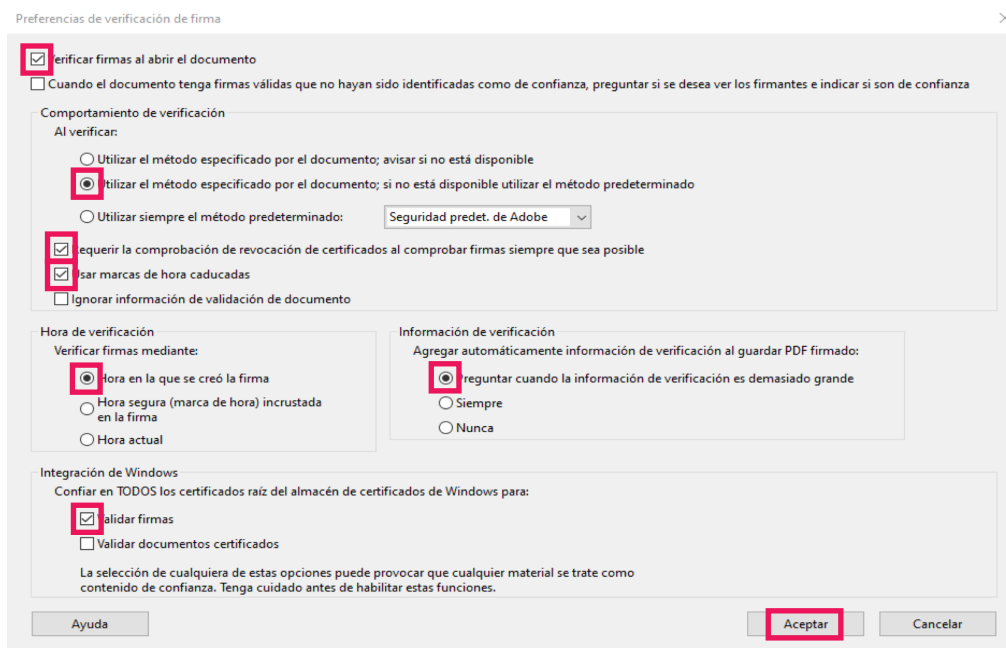 Preferencias de verificación de firma
erificar firmas al abrir el documento
Cuando el documento tenga firmas válidas que no hayan sido identificadas como de confianza, preguntar si se desea ver los firmantes e indicar si son de confianza
Comportamiento de verificación
Al verificar:
Utilizar el método especificado por el documento; avisar si no está disponible
tilizar el método especificado por el documento; si no está disponible utilizar el método predeterminado
Utilizar siempre el método predeterminado: Seguridad predet. de Adobe
equerir la comprobación de revocación de certificados al comprobar firmas siempre que sea posible
sar marcas de hora caducadas
Ignorar información de validación de documento
Hora de verificación
Verificar firmas mediante:
ora en la que se creó la firma
Hora segura (marca de hora) incrustada
en la firma
Hora actual
Información de verificación
Agregar automáticamente información de verificación al guardar PDF firmado:
reguntar cuando la información de verificación es demasiado grande
Siempre
Nunca
Integración de Windows
Confiar en TODOS los certificados raíz del almacén de certificados de Windows para:
alidar firmas
Validar documentos certificados
La selección de cualquiera de estas opciones puede provocar que cualquier material se trate como
contenido de confianza. Tenga cuidado antes de habilitar estas funciones.
Ayuda
Aceptar
Cancelar